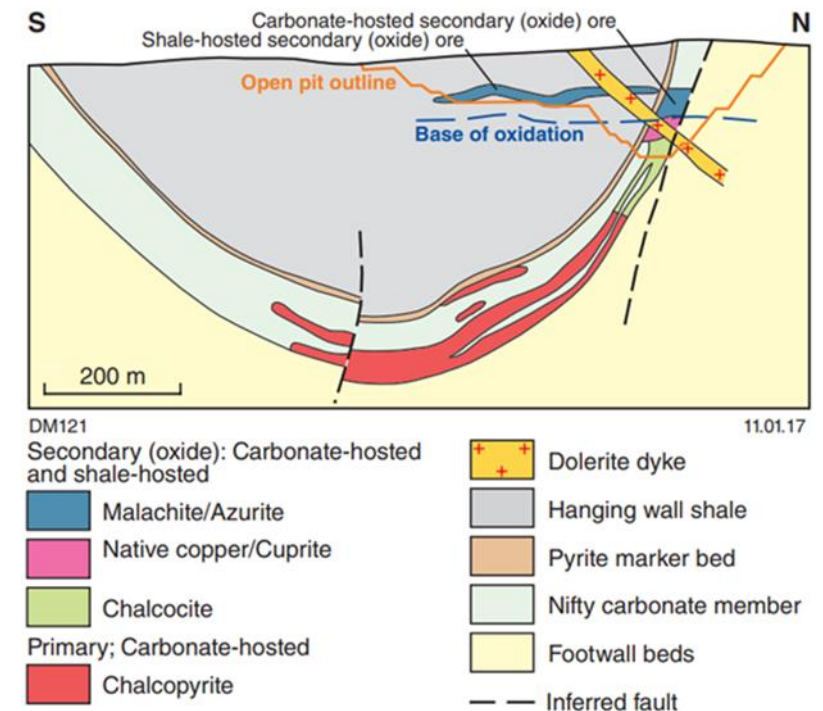 S
N
Carbonate-hosted secondary (oxide) ore
Shale-hosted secondary (oxide) ore
Open pit outline
Base of oxidation
200 m
DM121
11.01.17
Secondary (oxide): Carbonate-hosted
and shale-hosted
Malachite/Azurite
Native copper/Cuprite
Chalcocite
Primary; Carbonate-hosted
Chalcopyrite
Dolerite dyke
Hanging wall shale
Pyrite marker bed
Nifty carbonate member
Footwall beds
Inferred fault